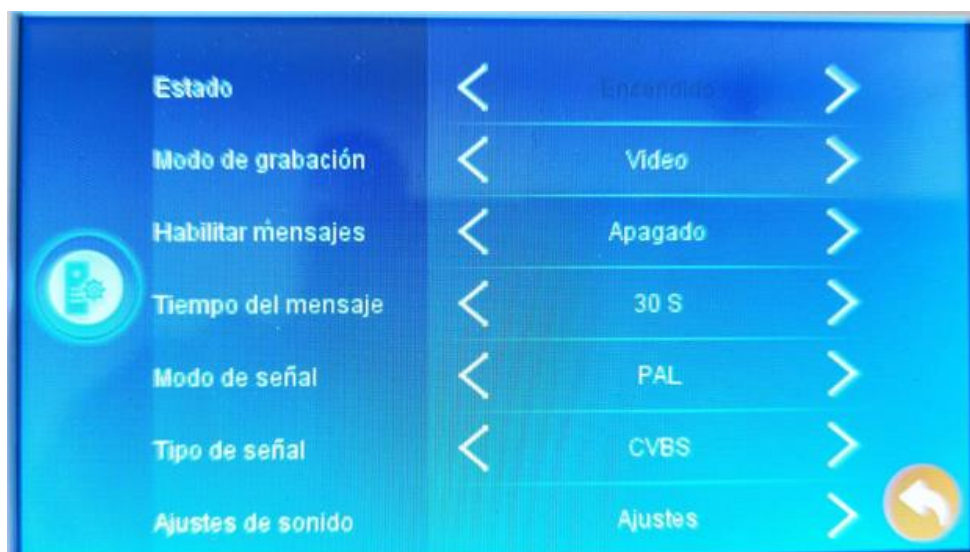 Estado Encendido
Modo de grabación Video
Habilitar mensajes Apagado
Tiempo del mensaje 30 S
Modo de señal PAL
Tipo de señal CVBS
Ajustes de sonido Ajustes